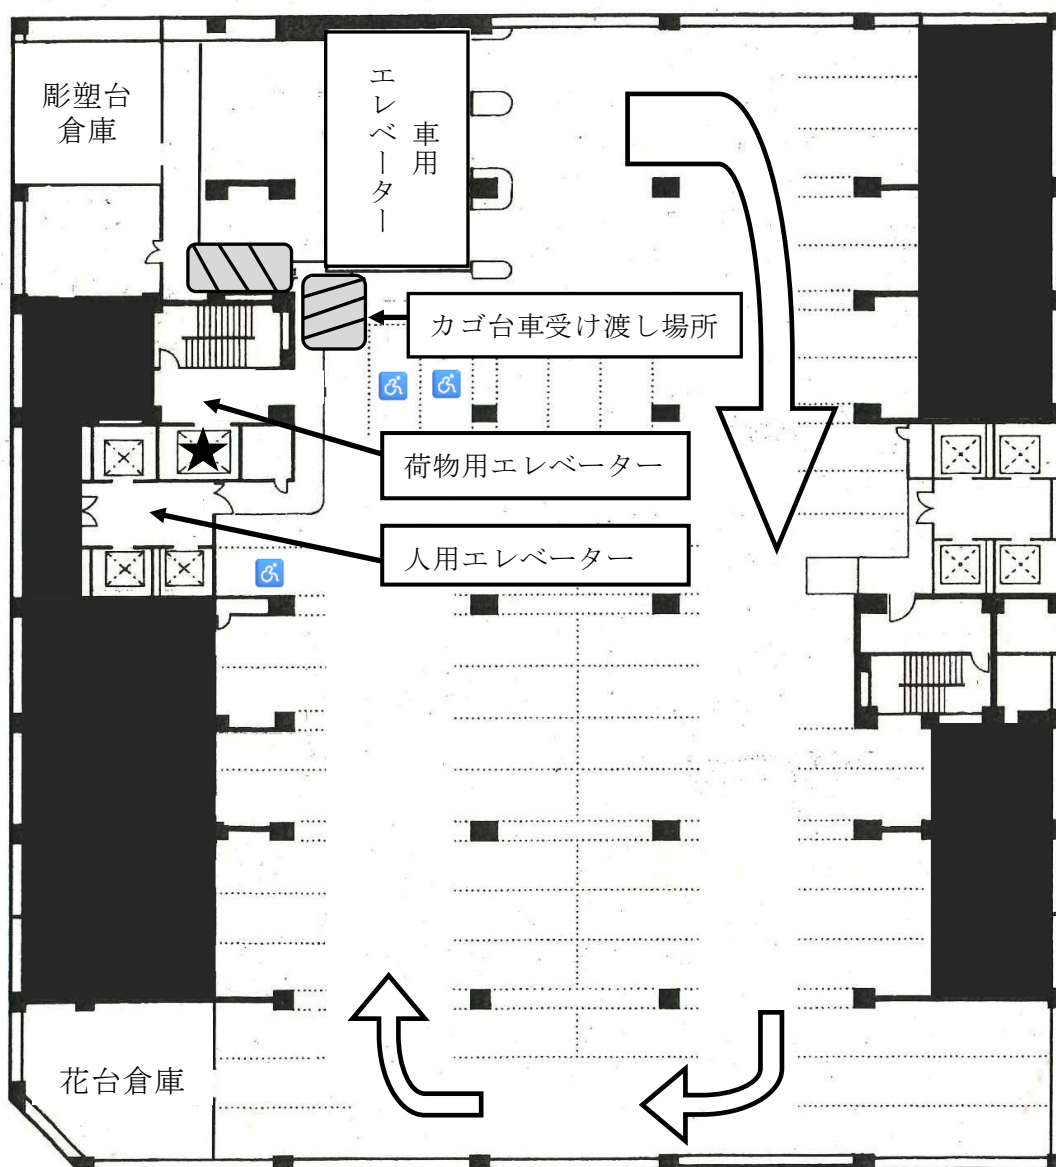 彫塑台
倉庫
車用
エレベーター
カゴ台車受け渡し場所
荷物用エレベーター
人用エレベーター
花台倉庫